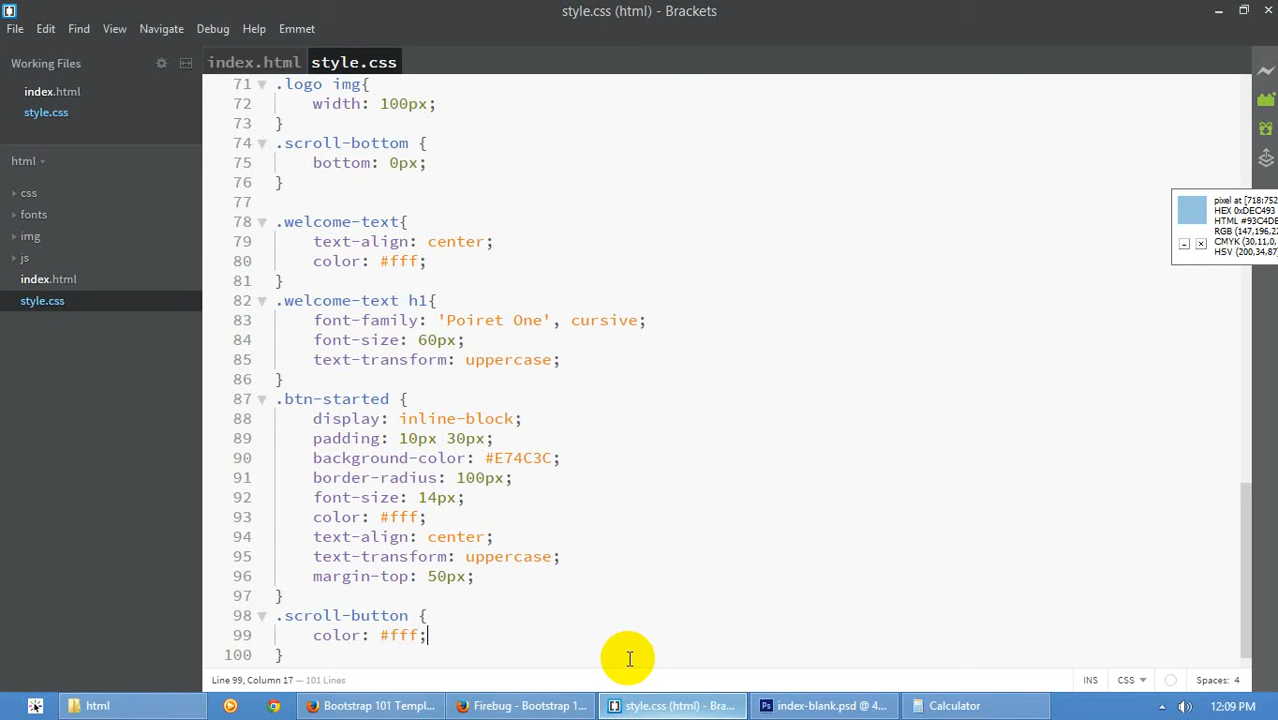 style.css (html) - Brackets
File Edit Find View Navigate Debug Help Emmet
Working Files
index.html
style.css
html
css
fonts
img
js
index.html
style.css
index.html style.css
71 .logo img{
72 width: 100px;
73 }
74 .scroll-bottom {
75 bottom: 0px;
76 }
77
78 .welcome-text{
79 text-align: center;
80 color: #fff;
81 }
82 .welcome-text h1{
83 font-family: 'Poiret One', cursive;
84 font-size: 60px;
85 text-transform: uppercase;
86 }
87 .btn-started {
88 display: inline-block;
89 padding: 10px 30px;
90 background-color: #E74C3C;
91 border-radius: 100px;
92 font-size: 14px;
93 color: #fff;
94 text-align: center;
95 text-transform: uppercase;
96 margin-top: 50px;
97 }
98 .scroll-button {
99 color: #fff;
100 }
pixel at [718:752
HEX 0xDEC493
HTML #93C4DE
RGB (147,196,22
CMYK (30,11,0,
HSV (200,34,87
Line 99, Column 17 — 101 Lines
INS CSS Spaces: 4
html
Bootstrap 101 Templ...
Firebug - Bootstrap 1...
style.css (html) - Bra...
index-blank.psd @ 4...
Calculator
12:09 PM